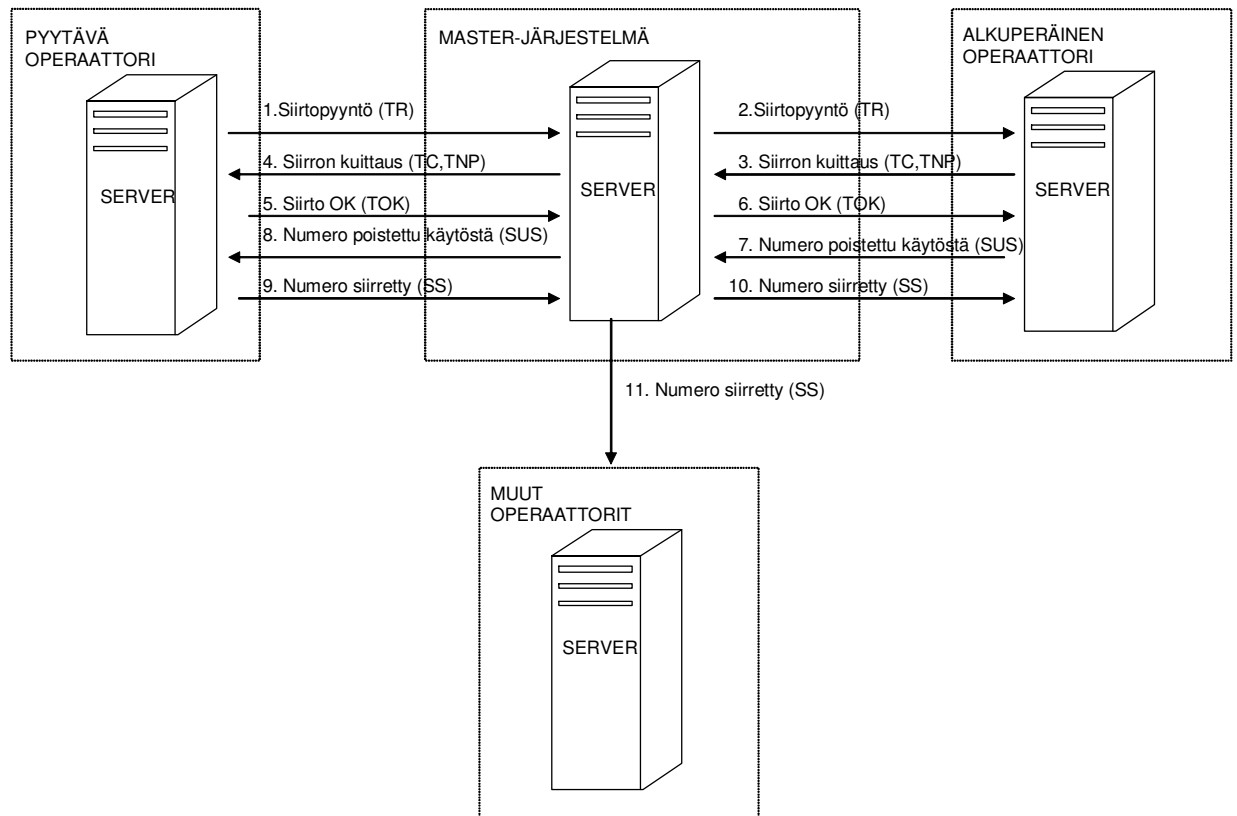 PYYTÄVÄ
OPERAATTORI
MASTER-JÄRJESTELMÄ
ALKUPERÄINEN
OPERAATTORI
1.Siirtopyyntö (TR)
2.Siirtopyyntö (TR)
4. Siirron kuittaus (TC,TNP)
3. Siirron kuittaus (TC,TNP)
SERVER
SERVER
SERVER
5. Siirto OK (TOK)
6. Siirto OK (TOK)
8. Numero poistettu käytöstä (SUS)
7. Numero poistettu käytöstä (SUS)
9. Numero siirretty (SS)
10. Numero siirretty (SS)
11. Numero siirretty (SS)
MUUT
OPERAATTORIT
SERVER